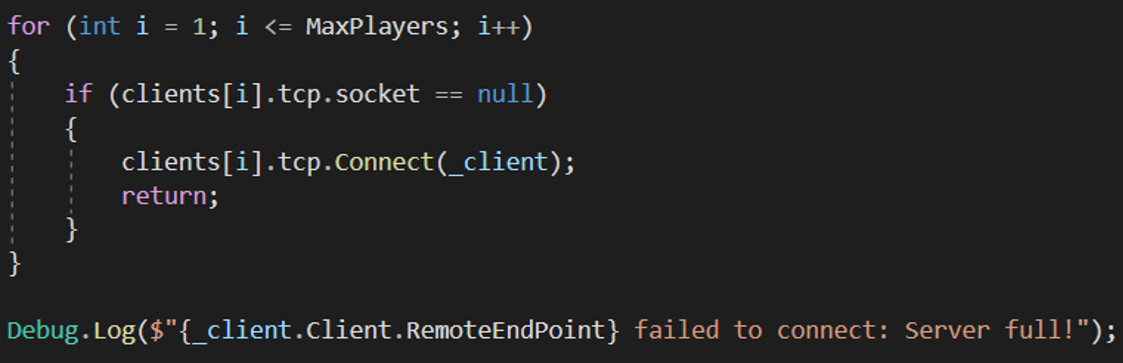 for (int i = 1; i <= MaxPlayers; i++)
{
    if (clients[i].tcp.socket == null)
    {
        clients[i].tcp.Connect(_client);
        return;
    }
}

Debug.Log($"{_client.Client.RemoteEndPoint} failed to connect: Server full!");